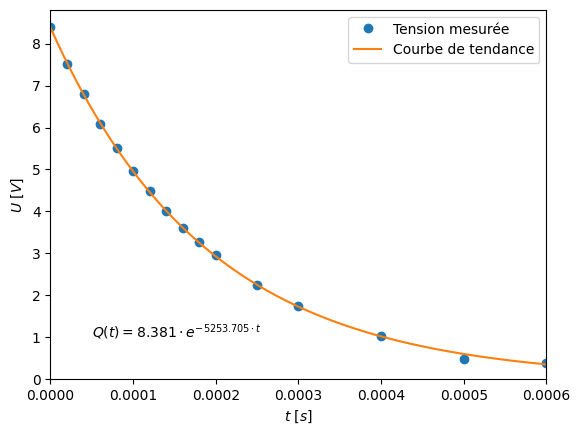 Tension mesurée
Courbe de tendance
8
7
6
5
4
3
2
1
0
U [V]
Q(t) = 8.381 · e^{−5253.705 · t}
0.0000 0.0001 0.0002 0.0003 0.0004 0.0005 0.0006
t [s]